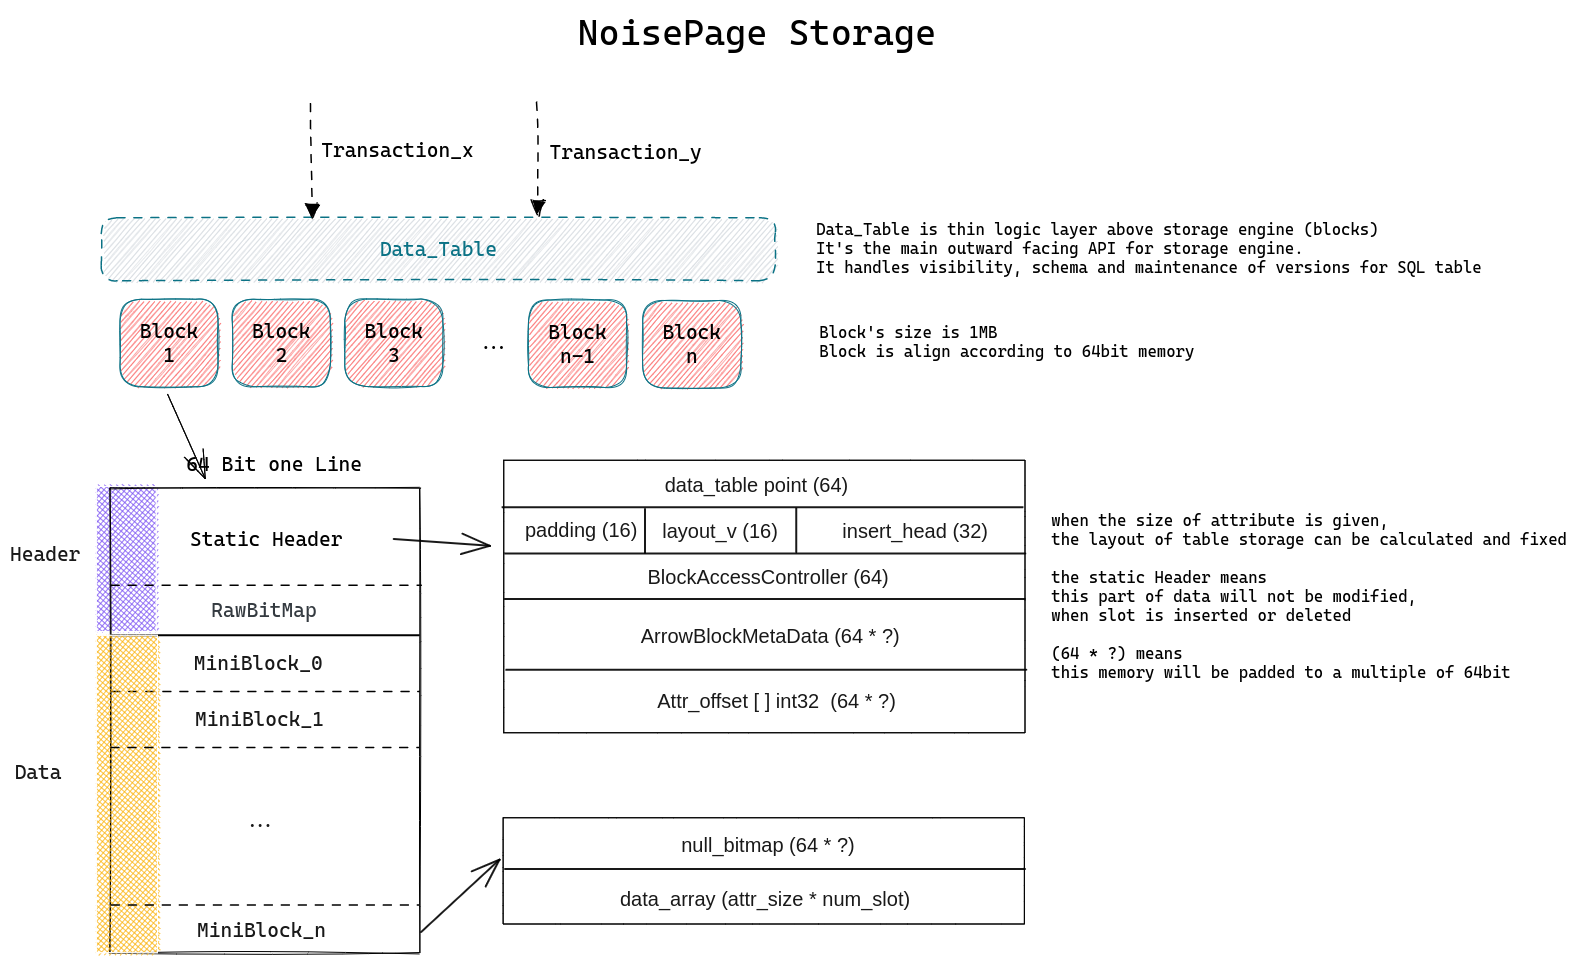 NoisePage Storage
Transaction_x
Transaction_y
Data_Table
Data_Table is thin logic layer above storage engine (blocks)
It's the main outward facing API for storage engine.
It handles visibility, schema and maintenance of versions for SQL table
Block
1
Block
2
Block
3
...
Block
n-1
Block
n
Block's size is 1MB
Block is align according to 64bit memory
64 Bit one Line
Header
Static Header
RawBitMap
Data
MiniBlock_0
MiniBlock_1
...
MiniBlock_n
data_table point (64)
padding (16)
layout_v (16)
insert_head (32)
BlockAccessController (64)
ArrowBlockMetaData (64 * ?)
Attr_offset [ ] int32  (64 * ?)
when the size of attribute is given,
the layout of table storage can be calculated and fixed
the static Header means
this part of data will not be modified,
when slot is inserted or deleted
(64 * ?) means
this memory will be padded to a multiple of 64bit
null_bitmap (64 * ?)
data_array (attr_size * num_slot)